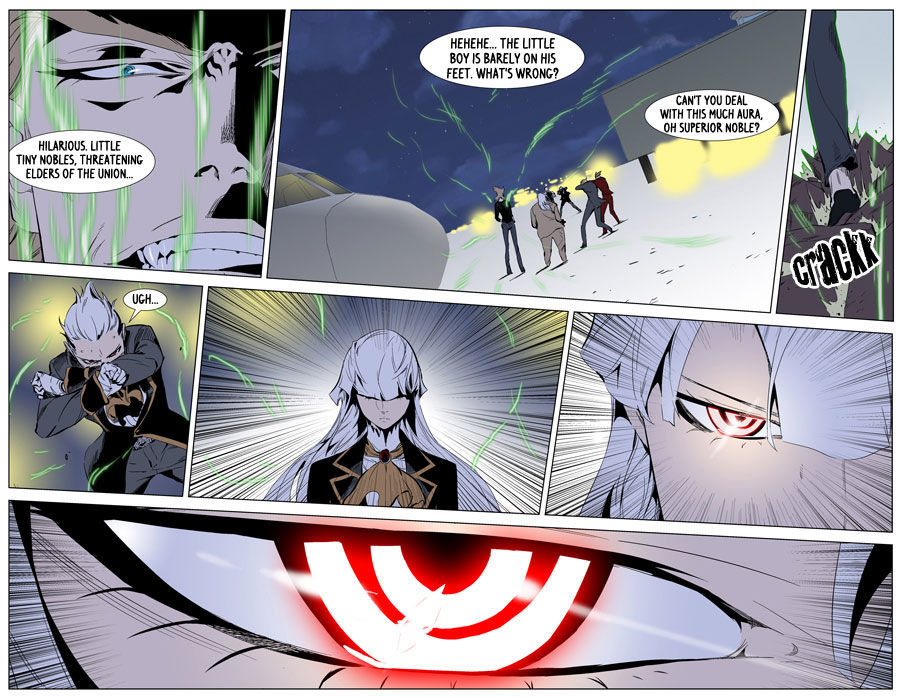 HILARIOUS. LITTLE
TINY NOBLES, THREATENING
ELDERS OF THE UNION...
HEHEHE... THE LITTLE
BOY IS BARELY ON HIS
FEET. WHAT'S WRONG?
CAN'T YOU DEAL
WITH THIS MUCH AURA,
OH SUPERIOR NOBLE?
crackk
UGH...